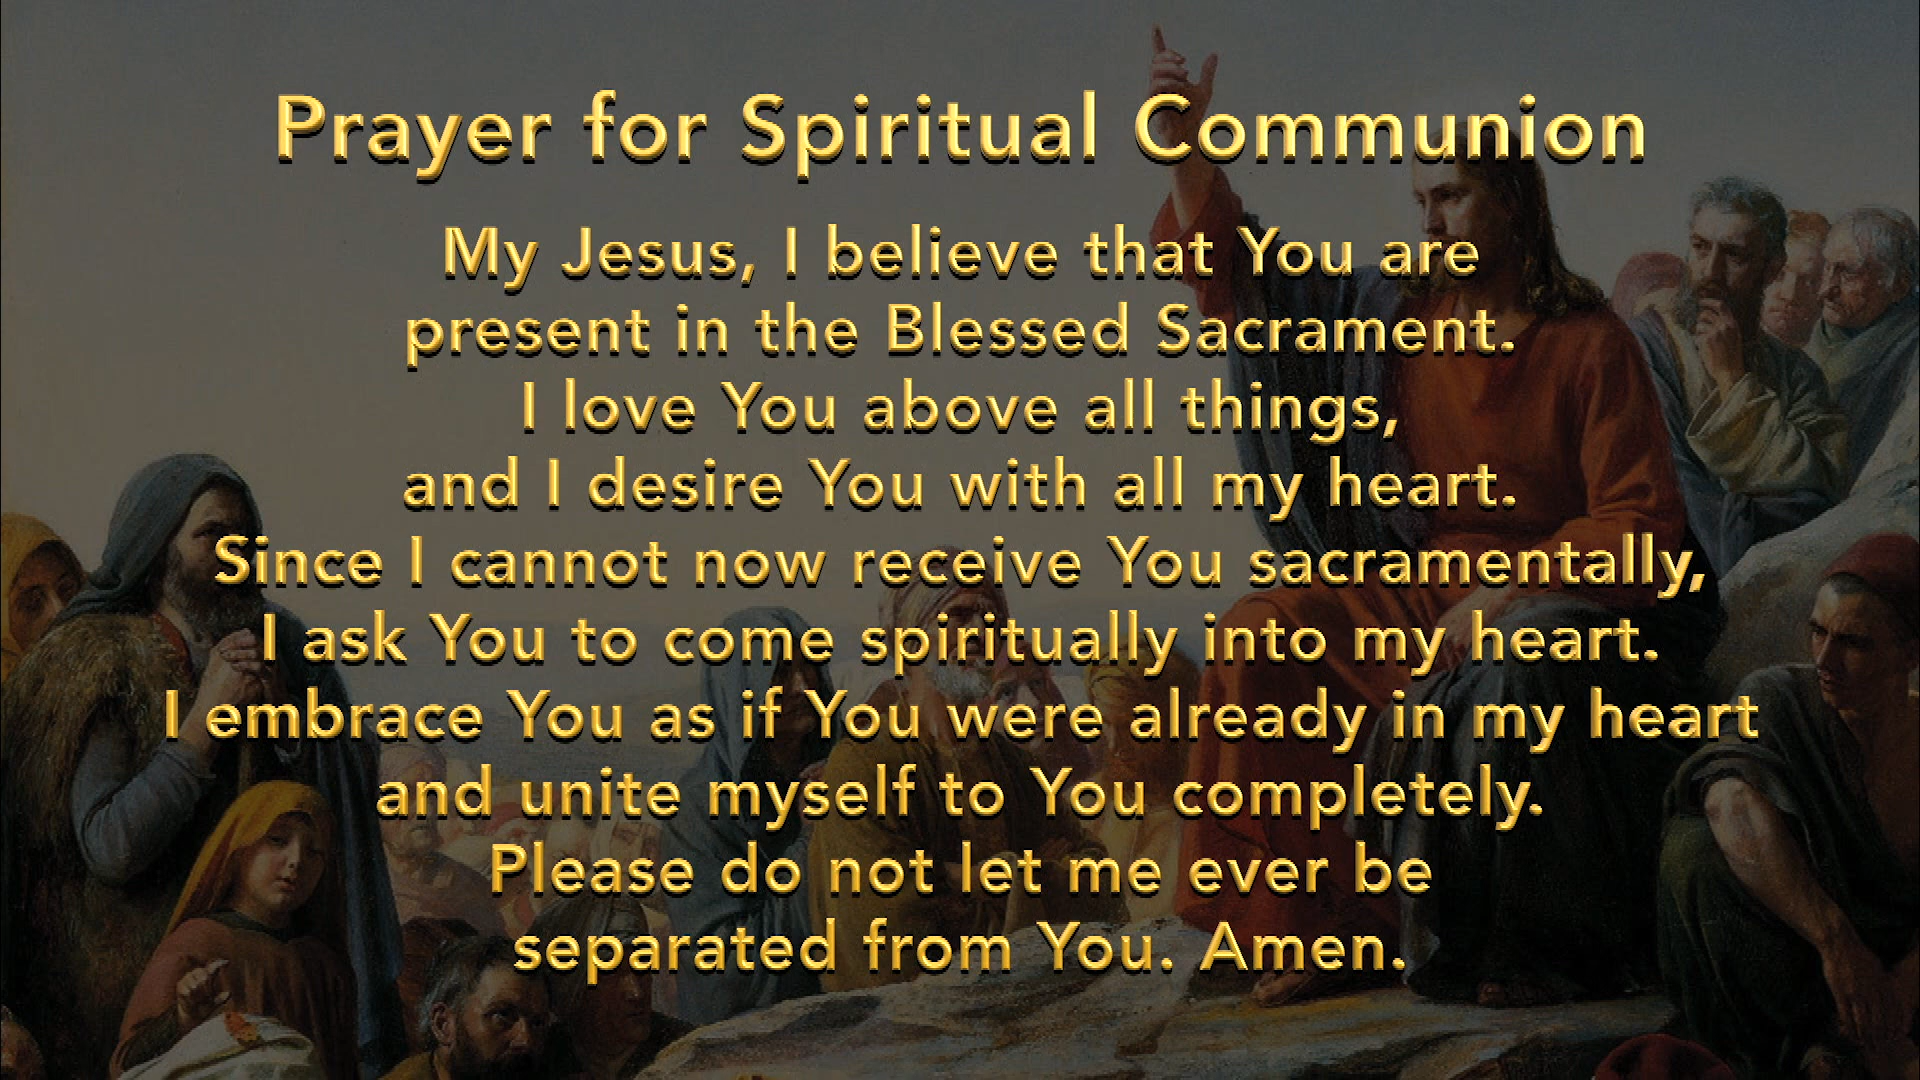 Prayer for Spiritual Communion
My Jesus, I believe that You are
present in the Blessed Sacrament.
I love You above all things,
and I desire You with all my heart.
Since I cannot now receive You sacramentally,
I ask You to come spiritually into my heart.
I embrace You as if You were already in my heart
and unite myself to You completely.
Please do not let me ever be
separated from You. Amen.